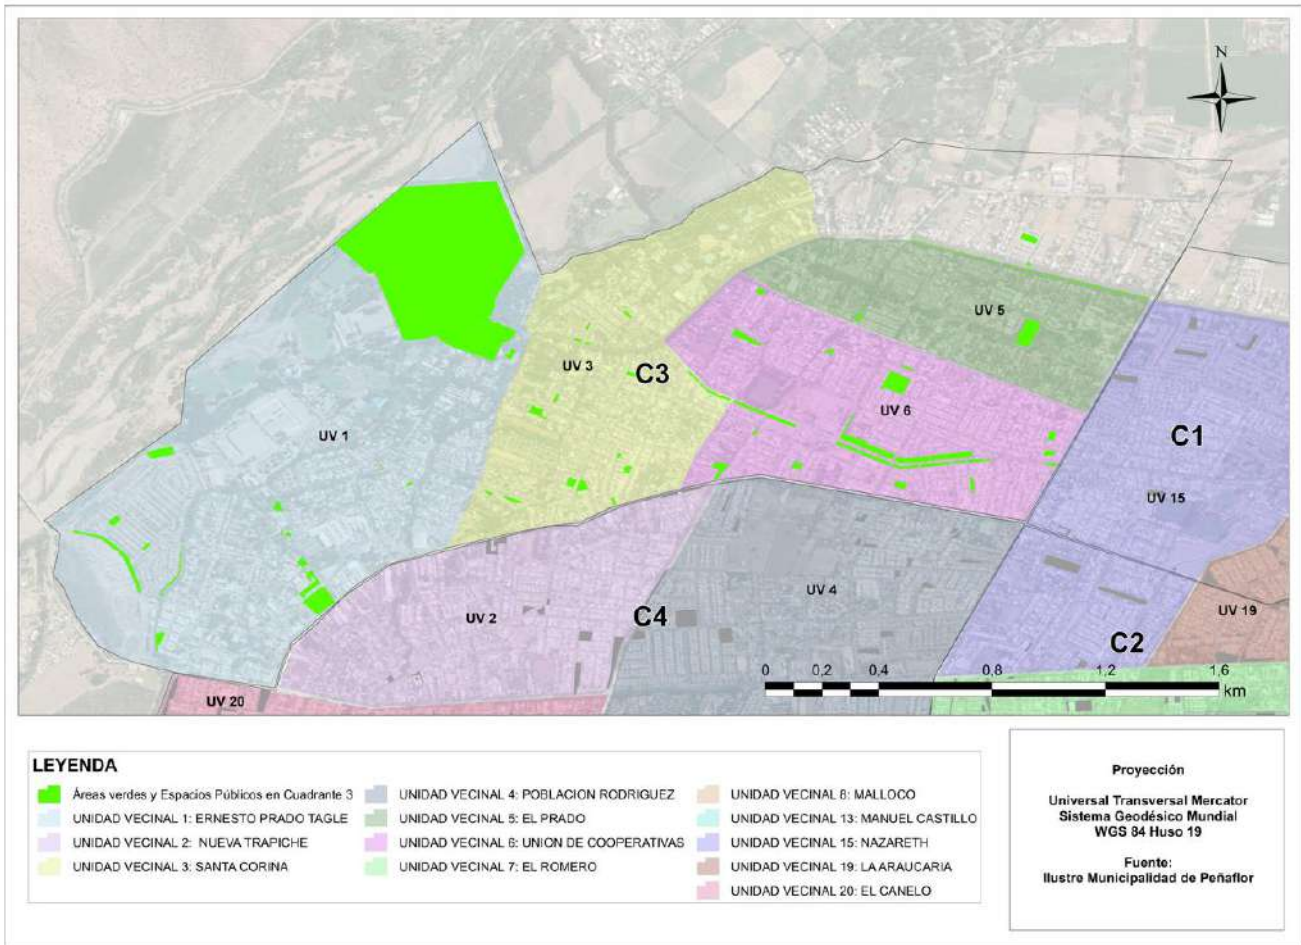 N
UV 5
UV 3
C3
UV 6
UV 1
C1
UV 15
UV 4
UV 19
UV 2
C4
C2
0 0,2 0,4 0,8 1,2 1,6
km
UV 20
LEYENDA
Áreas verdes y Espacios Públicos en Cuadrante 3
UNIDAD VECINAL 1: ERNESTO PRADO TAGLE
UNIDAD VECINAL 2: NUEVA TRAPICHE
UNIDAD VECINAL 3: SANTA CORINA
UNIDAD VECINAL 4: POBLACION RODRIGUEZ
UNIDAD VECINAL 5: EL PRADO
UNIDAD VECINAL 6: UNION DE COOPERATIVAS
UNIDAD VECINAL 7: EL ROMERO
UNIDAD VECINAL 8: MALLOCO
UNIDAD VECINAL 13: MANUEL CASTILLO
UNIDAD VECINAL 15: NAZARETH
UNIDAD VECINAL 19: LA ARAUCARIA
UNIDAD VECINAL 20: EL CANELO
Proyección
Universal Transversal Mercator
Sistema Geodésico Mundial
WGS 84 Huso 19
Fuente:
Ilustre Municipalidad de Peñaflor